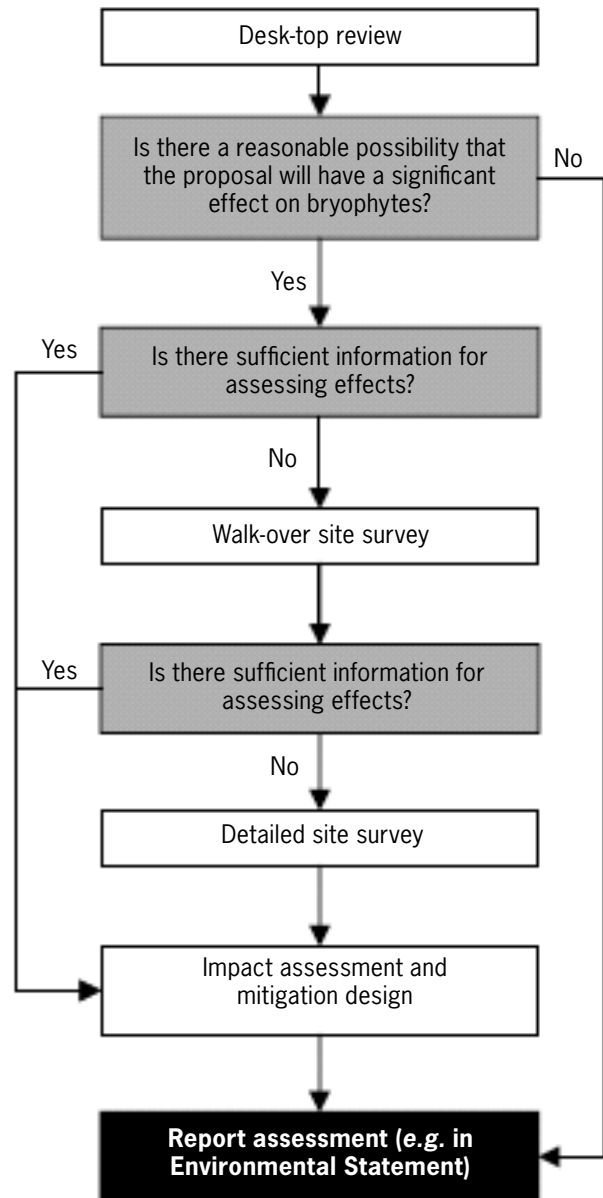 Desk-top review
Is there a reasonable possibility that
the proposal will have a significant
effect on bryophytes?
No
Yes
Yes
Is there sufficient information for
assessing effects?
No
Walk-over site survey
Yes
Is there sufficient information for
assessing effects?
No
Detailed site survey
Impact assessment and
mitigation design
Report assessment (e.g. in
Environmental Statement)